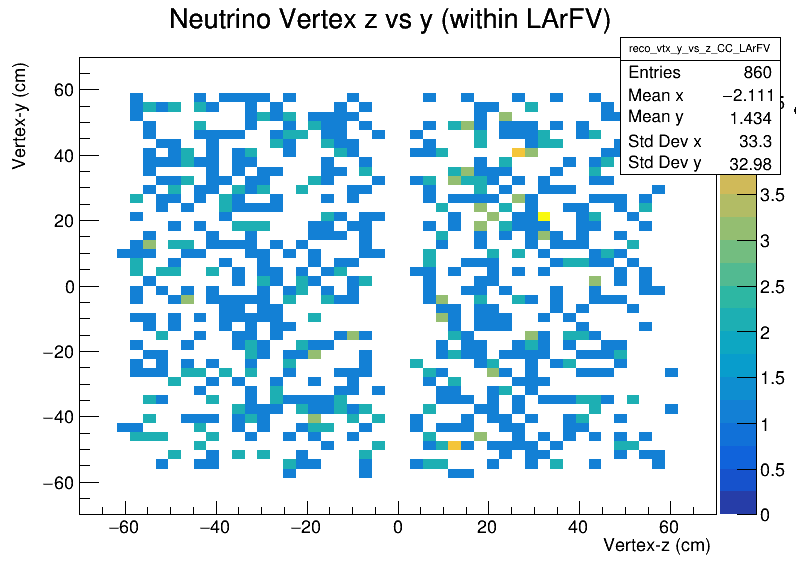 Neutrino Vertex z vs y (within LArFV)
reco_vtx_y_vs_z_CC_LArFV
Entries 860
Mean x −2.111
Mean y 1.434
Std Dev x 33.3
Std Dev y 32.98
Vertex-y (cm)
60
40
20
0
−20
−40
−60
−60 −40 −20 0 20 40 60
Vertex-z (cm)
3.5
3
2.5
2
1.5
1
0.5
0